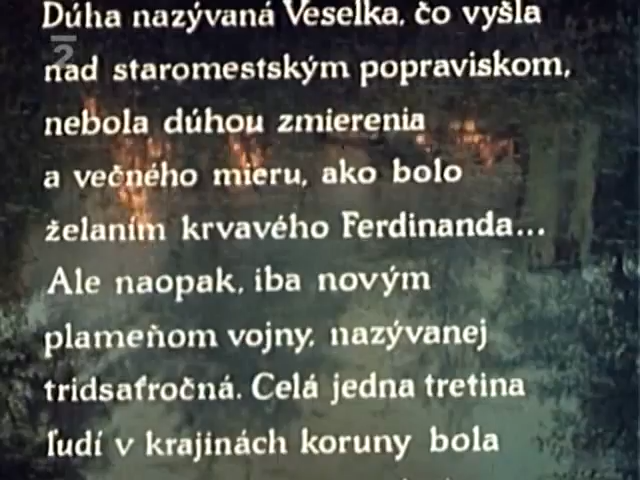 Dúha nazývaná Veselka, čo vyšla
nad staromestským popraviskom,
nebola dúhou zmierenia
a večného mieru, ako bolo
želaním krvavého Ferdinanda...
Ale naopak, iba novým
plameňom vojny, nazývanej
tridsaťročná. Celá jedna tretina
ľudí v krajinách koruny bola
2